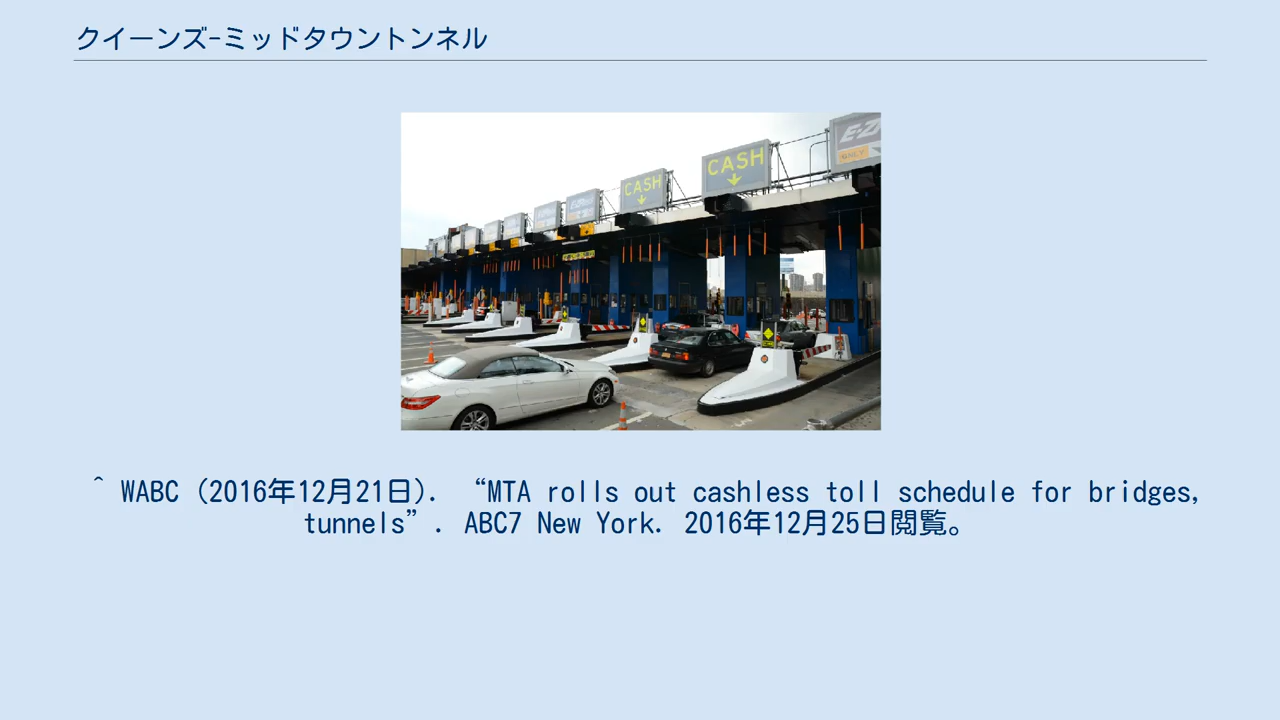 クイーンズ-ミッドタウントンネル
CASH
CASH
E-Z
ONLY
^ WABC (2016年12月21日). “MTA rolls out cashless toll schedule for bridges,
tunnels”. ABC7 New York. 2016年12月25日閲覧。